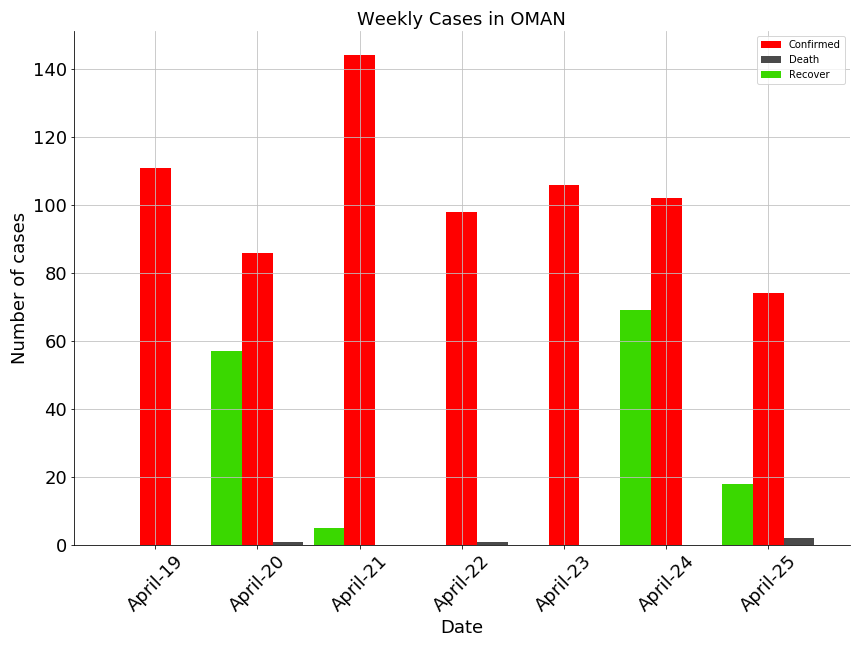 Weekly Cases in OMAN
Confirmed
Death
Recover
Number of cases
140
120
100
80
60
40
20
0
April-19
April-20
April-21
April-22
April-23
April-24
April-25
Date